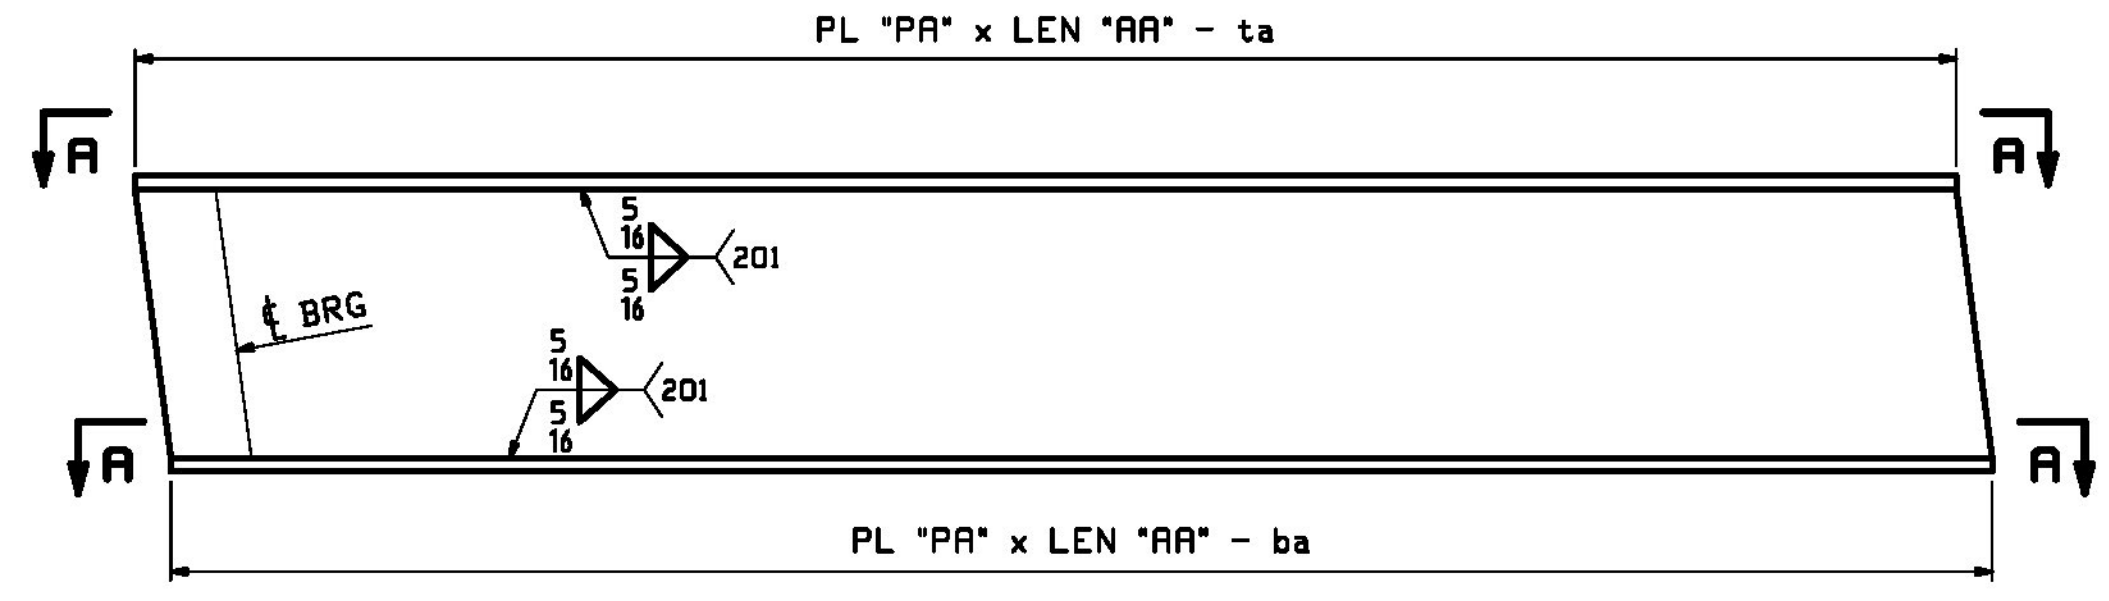 PL "PA" x LEN "AA" - ta
A
A
5
16
5
16
201
℄ BRG
5
16
5
16
201
A
A
PL "PA" x LEN "AA" - ba